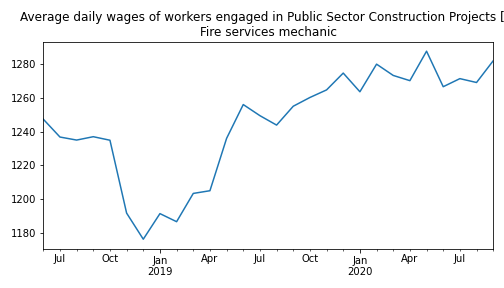 Average daily wages of workers engaged in Public Sector Construction Projects [
Fire services mechanic
1280
1260
1240
1220
1200
1180
Jul
Oct
Jan
2019
Apr
Jul
Oct
Jan
2020
Apr
Jul